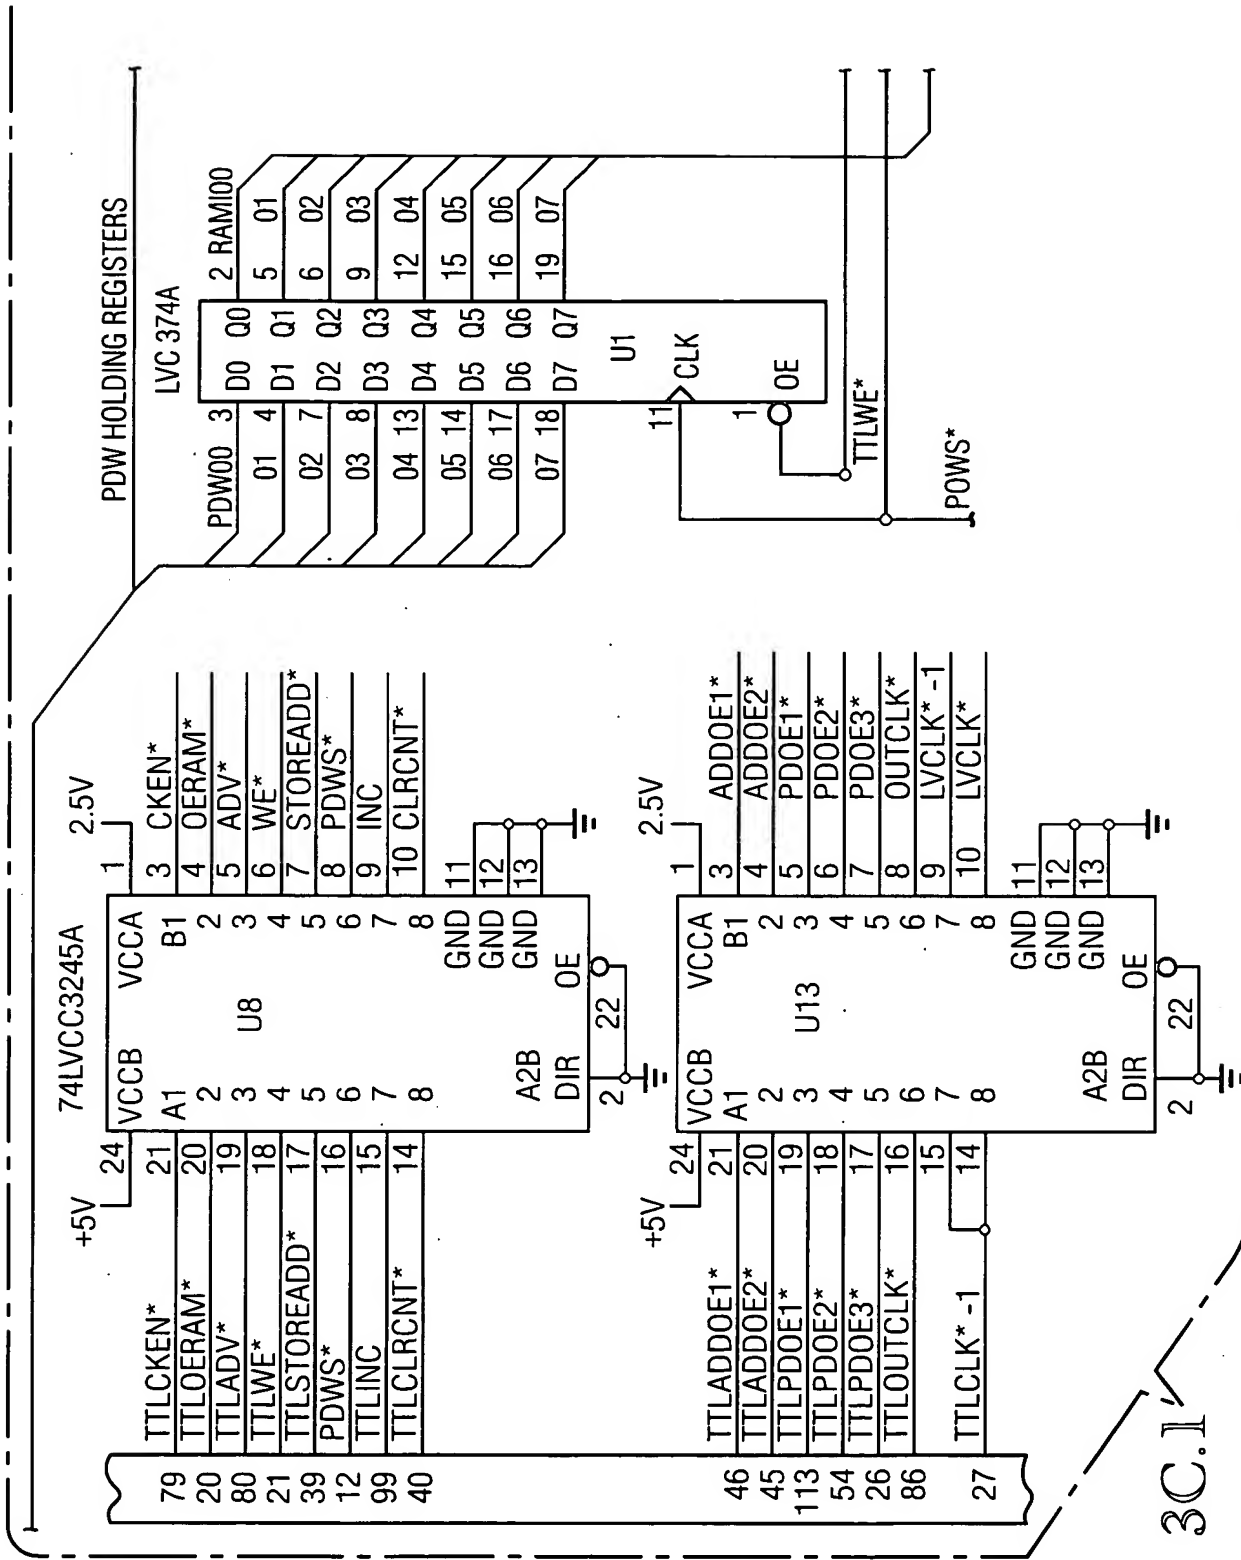 PDW HOLDING REGISTERS
LVC 374A
PDW00 3 D0 Q0 2 RAMI00
01 4 D1 Q1 5 01
02 7 D2 Q2 6 02
03 8 D3 Q3 9 03
04 13 D4 Q4 12 04
05 14 D5 Q5 15 05
06 17 D6 Q6 16 06
07 18 D7 Q7 19 07
U1
11 CLK
1 OE
TTLWE*
POWS*
74LVCC3245A
+5V 24 VCCB VCCA 1 2.5V
79 TTLCKEN* 21 A1 B1 3 CKEN*
20 TTLOERAM* 20 2 2 4 OERAM*
80 TTLADV* 19 3 3 5 ADV*
21 TTLWE* 18 4 4 6 WE*
39 TTLSTOREADD* 17 5 5 7 STOREADD*
12 PDWS* 16 6 6 8 PDWS*
99 TTLINC 15 7 7 9 INC
40 TTLCLRCNT* 14 8 8 10 CLRCNT*
U8
GND 11
GND 12
GND 13
A2B
DIR OE
2 22
+5V 24 VCCB VCCA 1 2.5V
46 TTLADDOE1* 21 A1 B1 3 ADDOE1*
45 TTLADDOE2* 20 2 2 4 ADDOE2*
113 TTLPDOE1* 19 3 3 5 PDOE1*
54 TTLPDOE2* 18 4 4 6 PDOE2*
26 TTLPDOE3* 17 5 5 7 PDOE3*
86 TTLOUTCLK* 16 6 6 8 OUTCLK*
15 7 7 9 LVCLK* -1
27 TTLCLK* -1 14 8 8 10 LVCLK*
U13
GND 11
GND 12
GND 13
A2B
DIR OE
2 22
3C.1